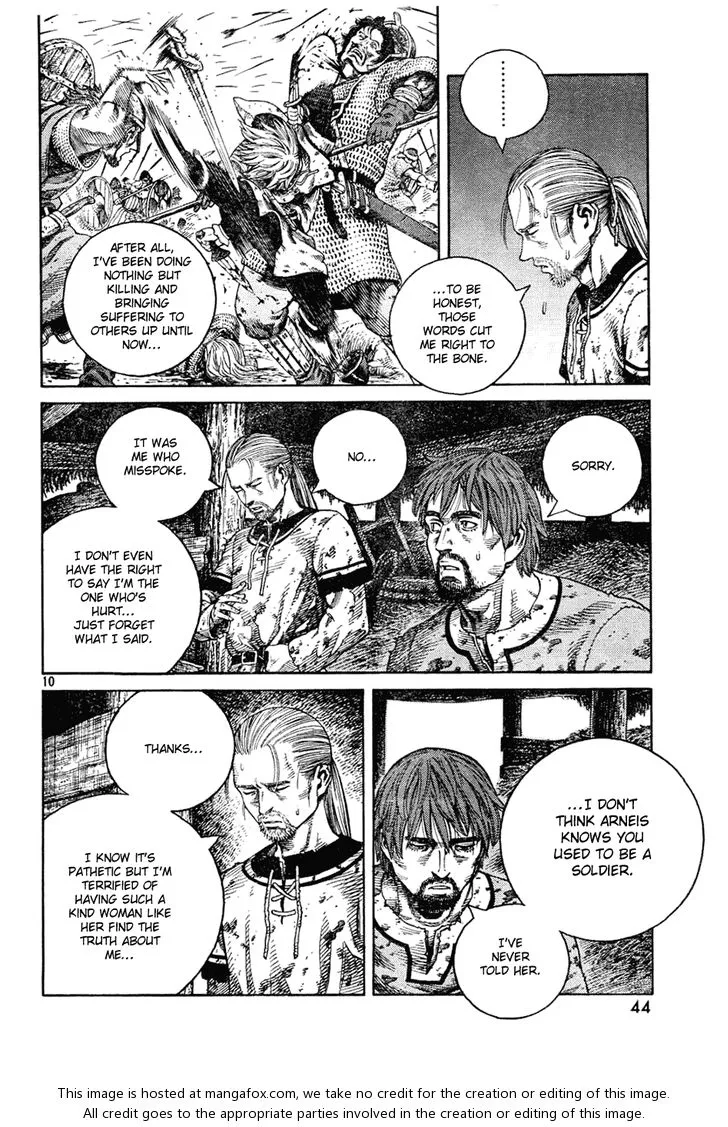 ..........
...TO BE
HONEST,
THOSE
WORDS CUT
ME RIGHT
TO THE
BONE.
AFTER ALL,
I'VE BEEN DOING
NOTHING BUT
KILLING AND
BRINGING
SUFFERING TO
OTHERS UP UNTIL
NOW...
SORRY.
NO...
IT WAS
ME WHO
MISSPOKE.
I DON'T EVEN
HAVE THE RIGHT
TO SAY I'M THE
ONE WHO'S
HURT...
JUST FORGET
WHAT I SAID.
10
...I DON'T
THINK ARNEIS
KNOWS YOU
USED TO BE A
SOLDIER.
I'VE
NEVER
TOLD HER.
THANKS...
I KNOW IT'S
PATHETIC BUT I'M
TERRIFIED OF
HAVING SUCH A
KIND WOMAN LIKE
HER FIND THE
TRUTH ABOUT
ME...
44
This image is hosted at mangafox.com, we take no credit for the creation or editing of this image.
All credit goes to the appropriate parties involved in the creation or editing of this image.